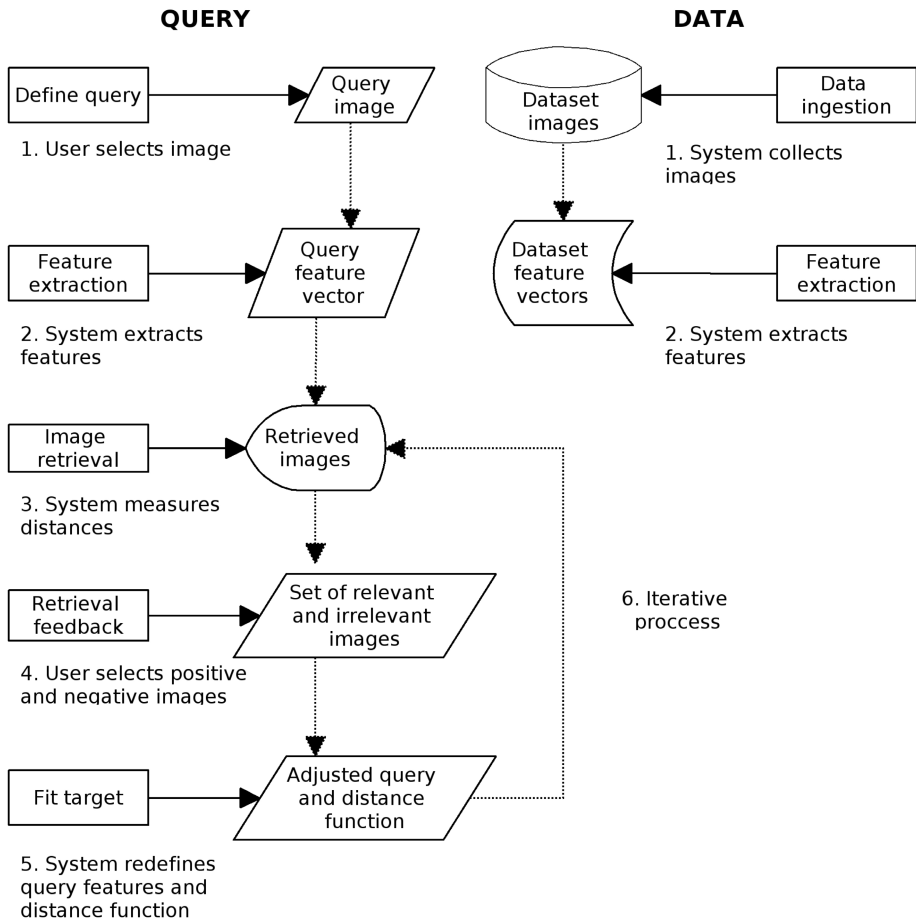 QUERY
DATA
Define query
Query
image
Dataset
images
Data
ingestion
1. User selects image
1. System collects
images
Feature
extraction
Query
feature
vector
Dataset
feature
vectors
Feature
extraction
2. System extracts
features
2. System extracts
features
Image
retrieval
Retrieved
images
3. System measures
distances
Retrieval
feedback
Set of relevant
and irrelevant
images
6. Iterative
proccess
4. User selects positive
and negative images
Fit target
Adjusted query
and distance
function
5. System redefines
query features and
distance function